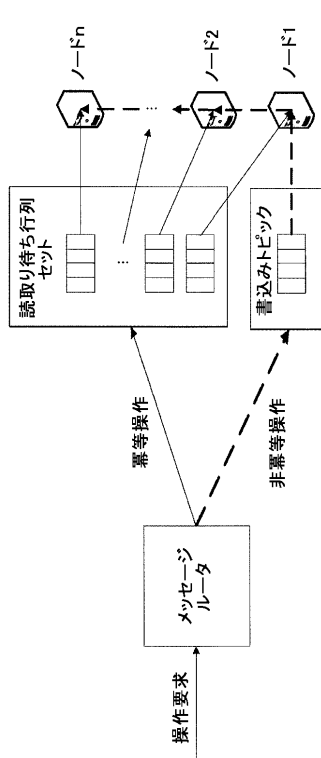 操作要求
メッセージ
ルータ
冪等操作
非冪等操作
読取り待ち行列
セット
書込みトピック
ノードn
ノード2
ノード1